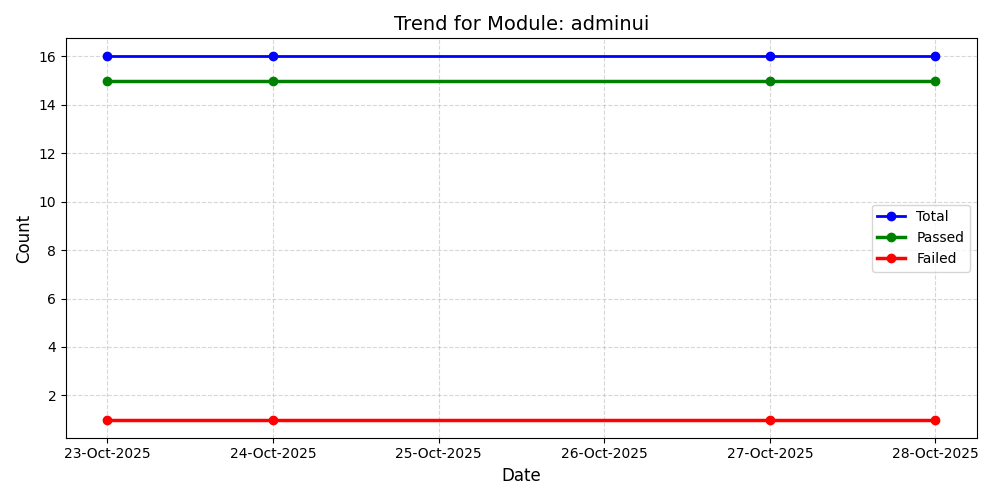 Trend for Module: adminui
Count
16
14
12
10
8
6
4
2
Total
Passed
Failed
23-Oct-2025 24-Oct-2025 25-Oct-2025 26-Oct-2025 27-Oct-2025 28-Oct-2025
Date